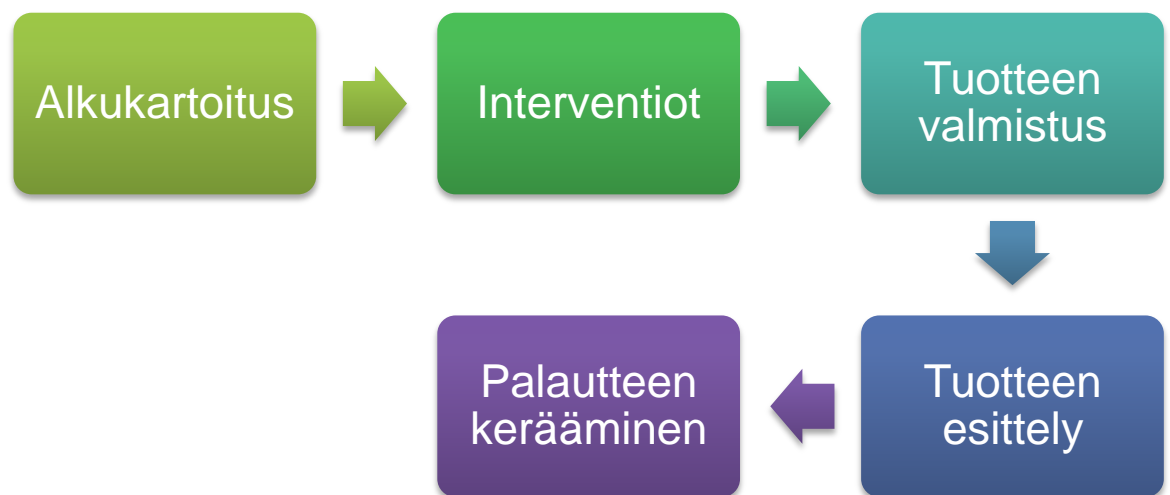 Alkukartoitus
Interventiot
Tuotteen
valmistus
Tuotteen
esittely
Palautteen
kerääminen